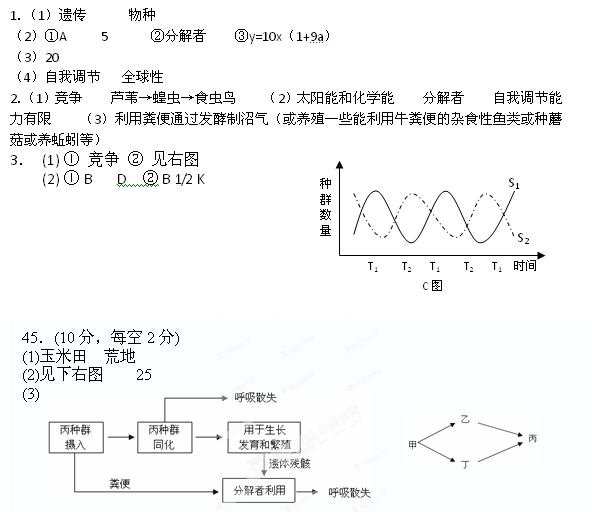 1.（1）遗传 物种
（2）①A 5 ②分解者 ③y=10x（1+9a）
（3）20
（4）自我调节 全球性
2.（1）竞争 芦苇→蝗虫→食虫鸟 （2）太阳能和化学能 分解者 自我调节能
力有限 （3）利用粪便通过发酵制沼气（或养殖一些能利用牛粪便的杂食性鱼类或种蘑
菇或养蚯蚓等）
3. (1) ① 竞争 ② 见右图
(2) ① B D ② B 1/2 K
种群数量
S1
S2
T1 T2 T1 T2 T1 时间
C图
45．(10分，每空2分)
(1)玉米田 荒地
(2)见下右图 25
(3)
呼吸散失
丙种群摄入
丙种群同化
用于生长发育和繁殖
遗体残骸
粪便
分解者利用
呼吸散失
乙
甲
丙
丁